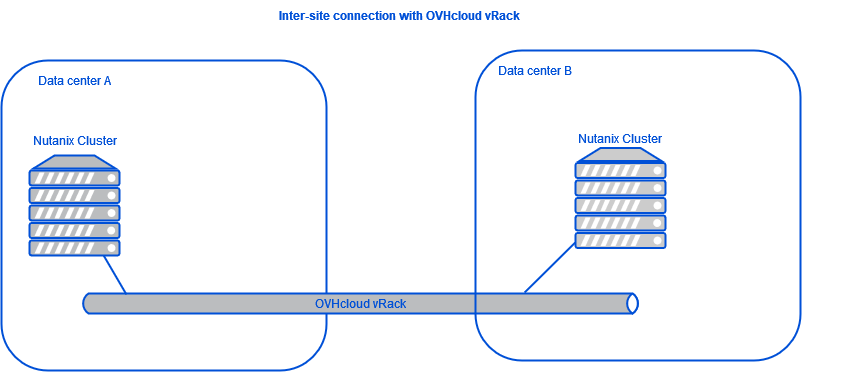 Inter-site connection with OVHcloud vRack
Data center A
Data center B
Nutanix Cluster
Nutanix Cluster
OVHcloud vRack